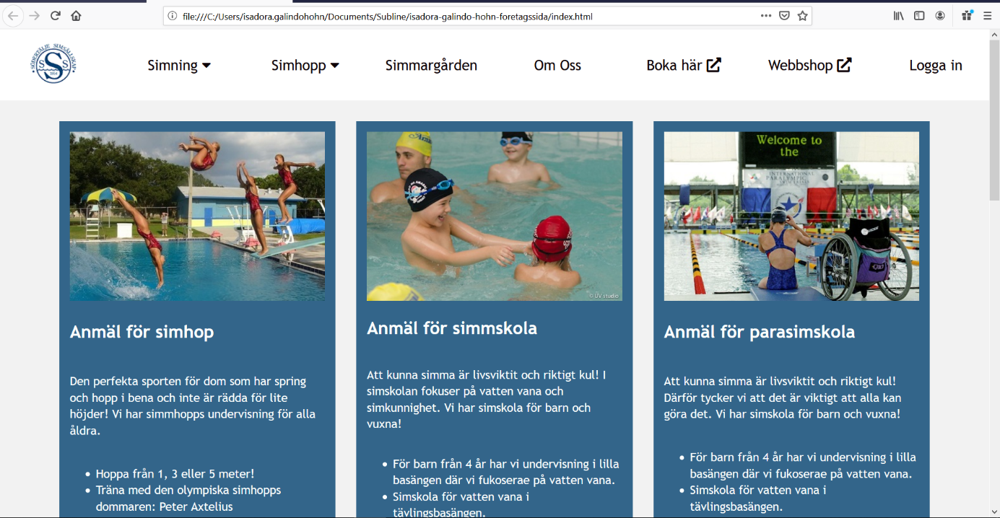 file:///C:/Users/isadora.galindohohn/Documents/Subline/isadora-galindo-hohn-foretagssida/index.html
SÖDERTÄLJE SIMSÄLLSKAP
SSS
Simning
Simhopp
Simmargården
Om Oss
Boka här
Webbshop
Logga in
Anmäl för simhop
Den perfekta sporten för dom som har spring
och hopp i bena och inte är rädda för lite
höjder! Vi har simmhopps undervisning för alla
åldra.
• Hoppa från 1, 3 eller 5 meter!
• Träna med den olympiska simhopps
dommaren: Peter Axtelius
© UV studio
Anmäl för simmskola
Att kunna simma är livsviktit och riktigt kul! I
simskolan fokuser på vatten vana och
simkunnighet. Vi har simskola för barn och
vuxna!
• För barn från 4 år har vi undervisning i lilla
basängen där vi fukoserae på vatten vana.
• Simskola för vatten vana i
tävlingsbasängen.
Welcome to
the
INTERNATIONAL
PARALYMPIC
Anmäl för parasimskola
Att kunna simma är livsviktit och riktigt kul!
Därför tycker vi att det är viktigt att alla kan
göra det. Vi har simskola för barn och vuxna!
• För barn från 4 år har vi undervisning i lilla
basängen där vi fukoserae på vatten vana.
• Simskola för vatten vana i
tävlingsbasängen.